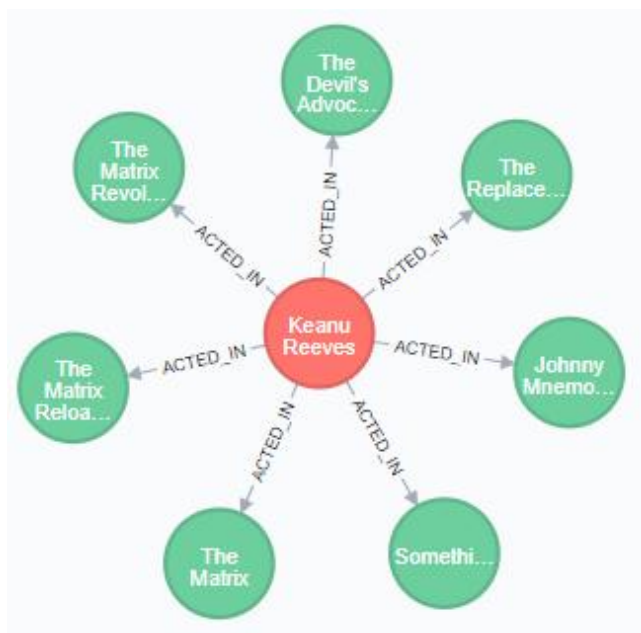 The
Devil's
Advoc...
The
Matrix
Revol...
The
Replace...
ACTED_IN
ACTED_IN
ACTED_IN
Keanu
Reeves
ACTED_IN
ACTED_IN
The
Matrix
Reloa...
Johnny
Mnemo...
ACTED_IN
ACTED_IN
The
Matrix
Somethi...